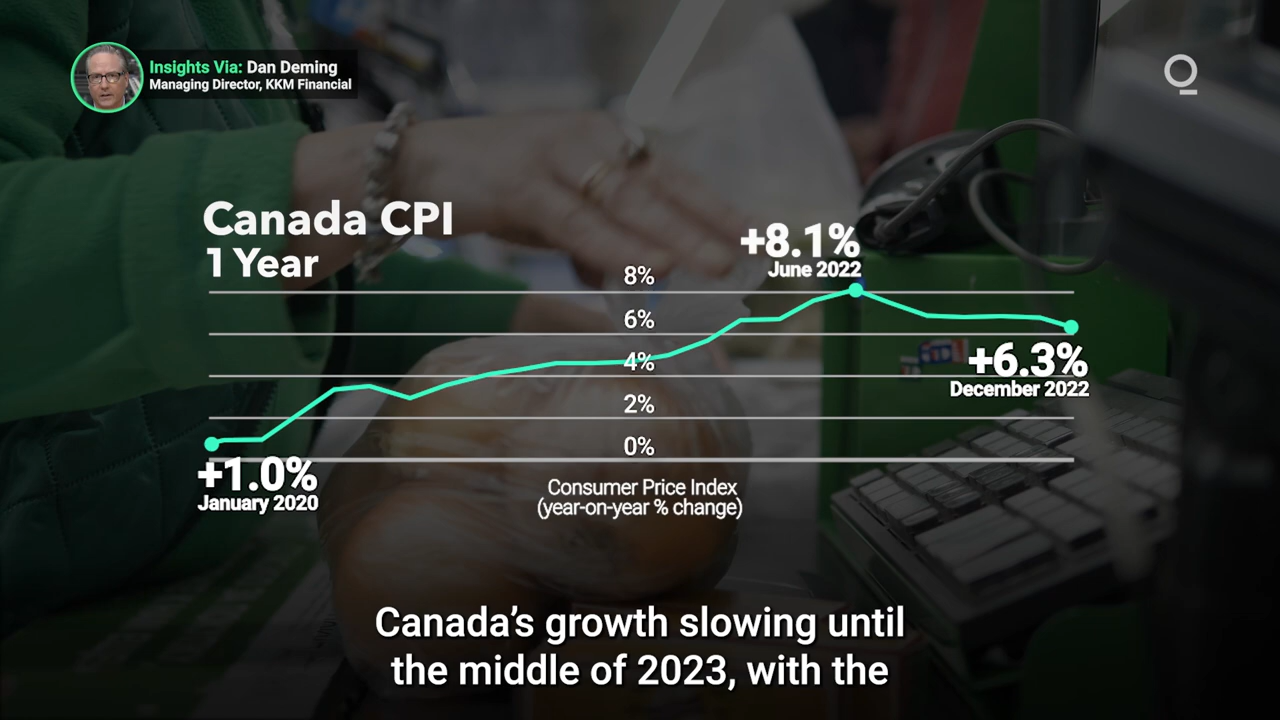 Insights Via: Dan Deming
Managing Director, KKM Financial
Canada CPI
1 Year
+8.1%
June 2022
8%
6%
4%
2%
0%
+6.3%
December 2022
+1.0%
January 2020
Consumer Price Index
(year-on-year % change)
Canada’s growth slowing until
the middle of 2023, with the